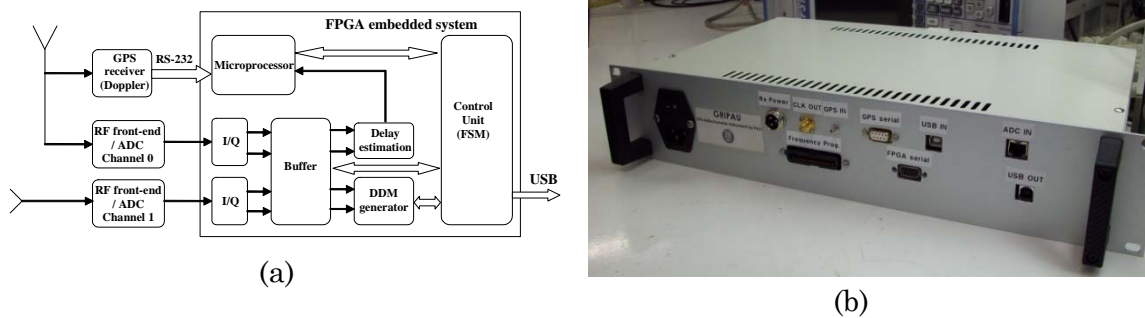 FPGA embedded system
GPS
receiver
(Doppler)
RS-232
Microprocessor
Control
Unit
(FSM)
RF front-end
/ ADC
Channel 0
I/Q
Buffer
Delay
estimation
RF front-end
/ ADC
Channel 1
I/Q
DDM
generator
USB
(a)
GRIPAU
Rx Power
CLK OUT
GPS IN
Frequency Prog.
GPS serial
FPGA serial
USB IN
ADC IN
USB OUT
(b)